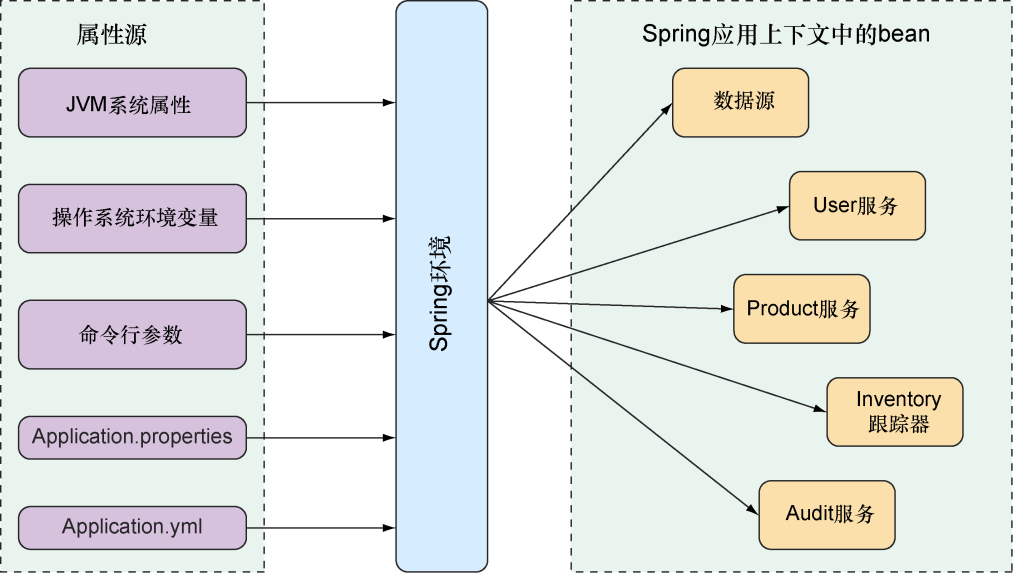 属性源
JVM系统属性
操作系统环境变量
命令行参数
Application.properties
Application.yml
Spring环境
Spring应用上下文中的bean
数据源
User服务
Product服务
Inventory
跟踪器
Audit服务